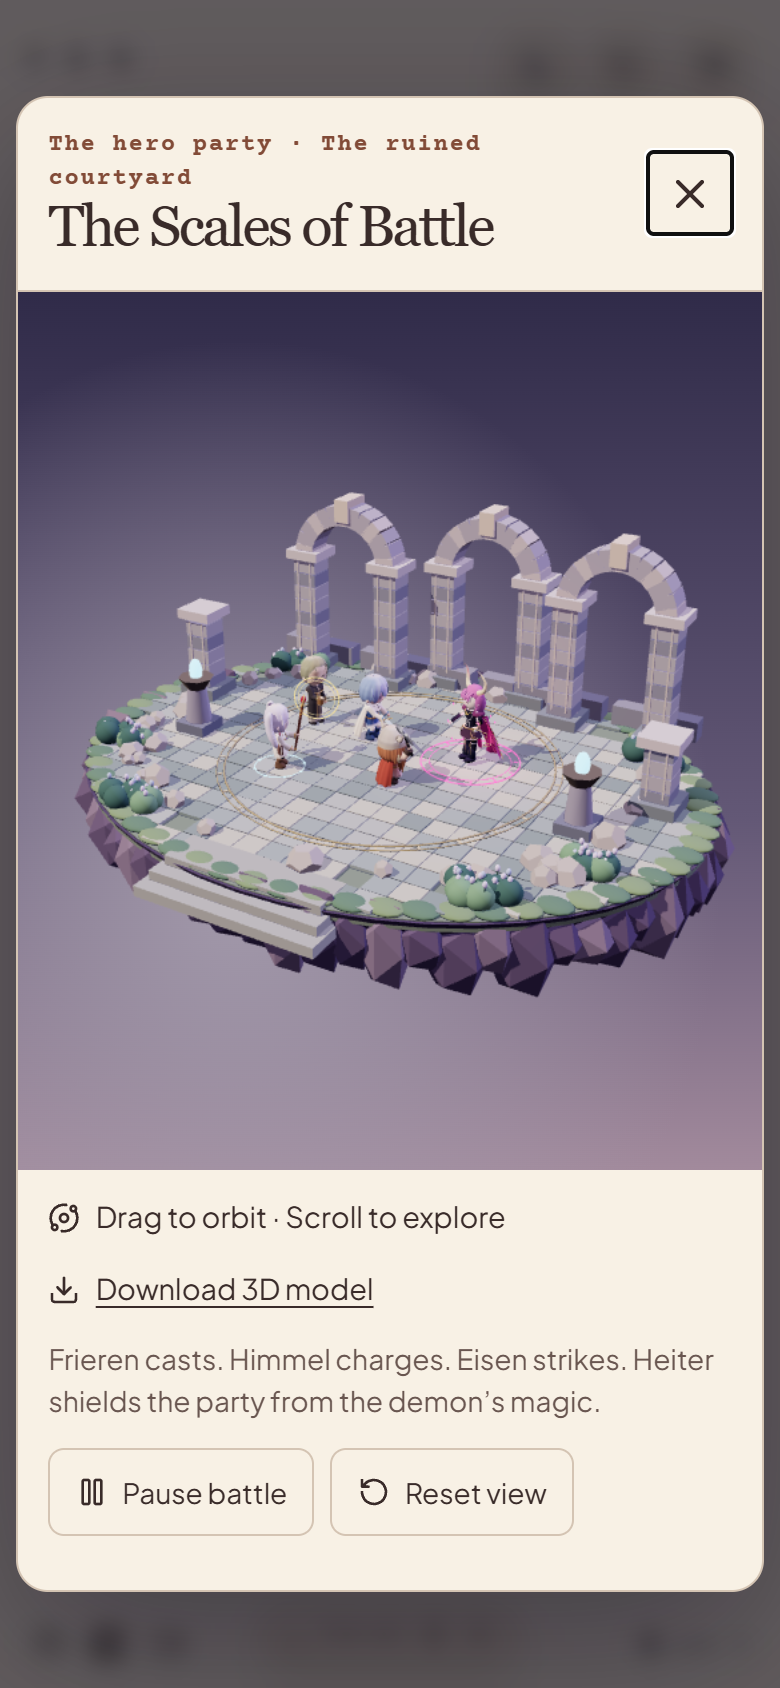 The hero party · The ruined
courtyard
The Scales of Battle
Drag to orbit · Scroll to explore
Download 3D model
Frieren casts. Himmel charges. Eisen strikes. Heiter
shields the party from the demon’s magic.
Pause battle
Reset view